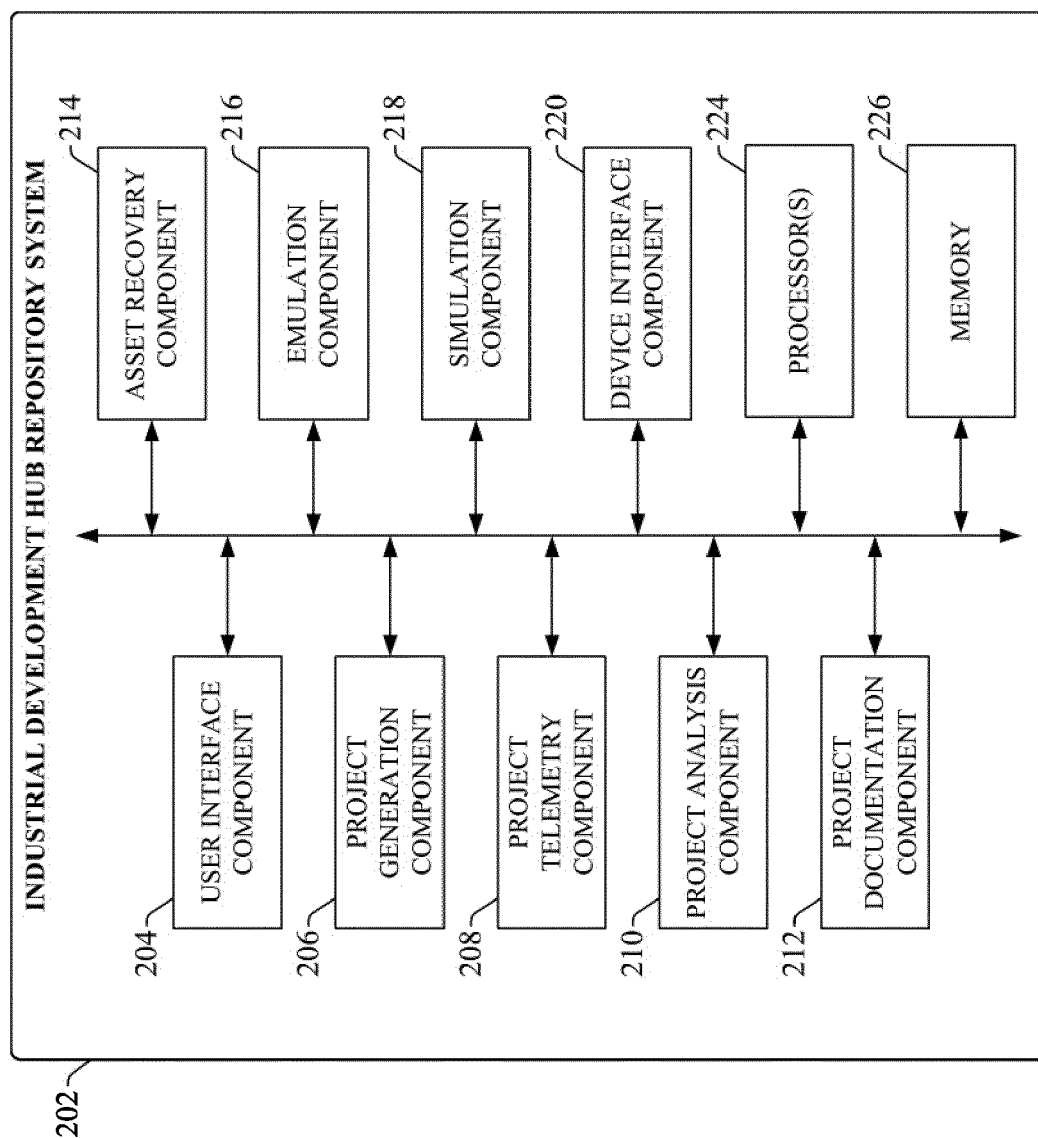 INDUSTRIAL DEVELOPMENT HUB REPOSITORY SYSTEM
202
204
USER INTERFACE
COMPONENT
206
PROJECT
GENERATION
COMPONENT
208
PROJECT
TELEMETRY
COMPONENT
210
PROJECT ANALYSIS
COMPONENT
212
PROJECT
DOCUMENTATION
COMPONENT
214
ASSET RECOVERY
COMPONENT
216
EMULATION
COMPONENT
218
SIMULATION
COMPONENT
220
DEVICE INTERFACE
COMPONENT
224
PROCESSOR(S)
226
MEMORY